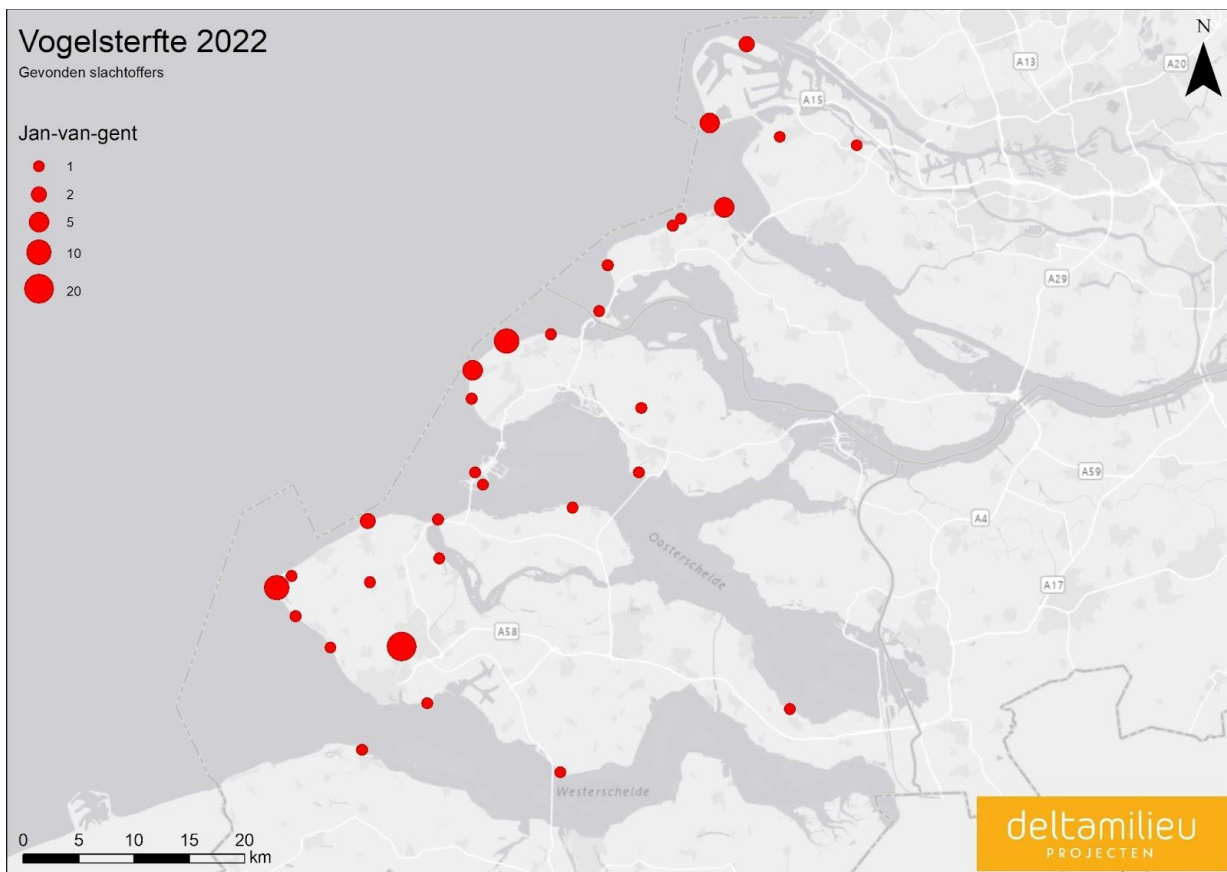 Vogelsterfte 2022
Gevonden slachtoffers
N
Jan-van-gent
1
2
5
10
20
A13
A20
A15
A29
A59
A4
A17
Oosterschelde
A58
Westerschelde
0 5 10 15 20
km
deltamilieu
PROJECTEN